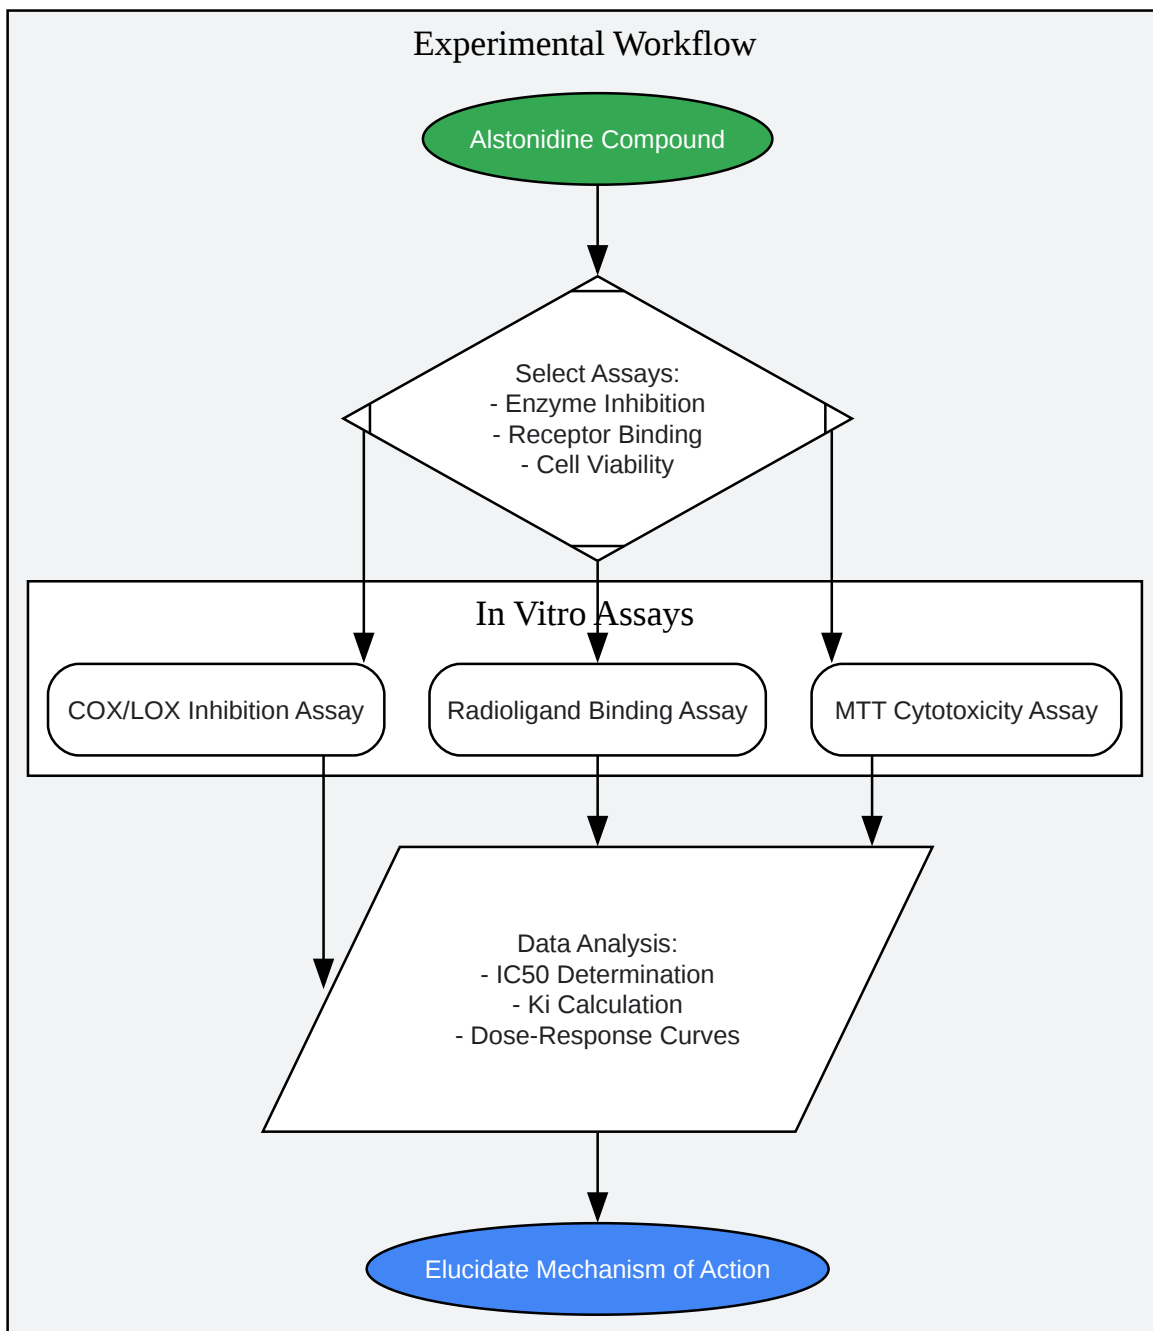 Experimental Workflow
Alstonidine Compound
Select Assays:
- Enzyme Inhibition
- Receptor Binding
- Cell Viability
In Vitro Assays
COX/LOX Inhibition Assay
Radioligand Binding Assay
MTT Cytotoxicity Assay
Data Analysis:
- IC50 Determination
- Ki Calculation
- Dose-Response Curves
Elucidate Mechanism of Action